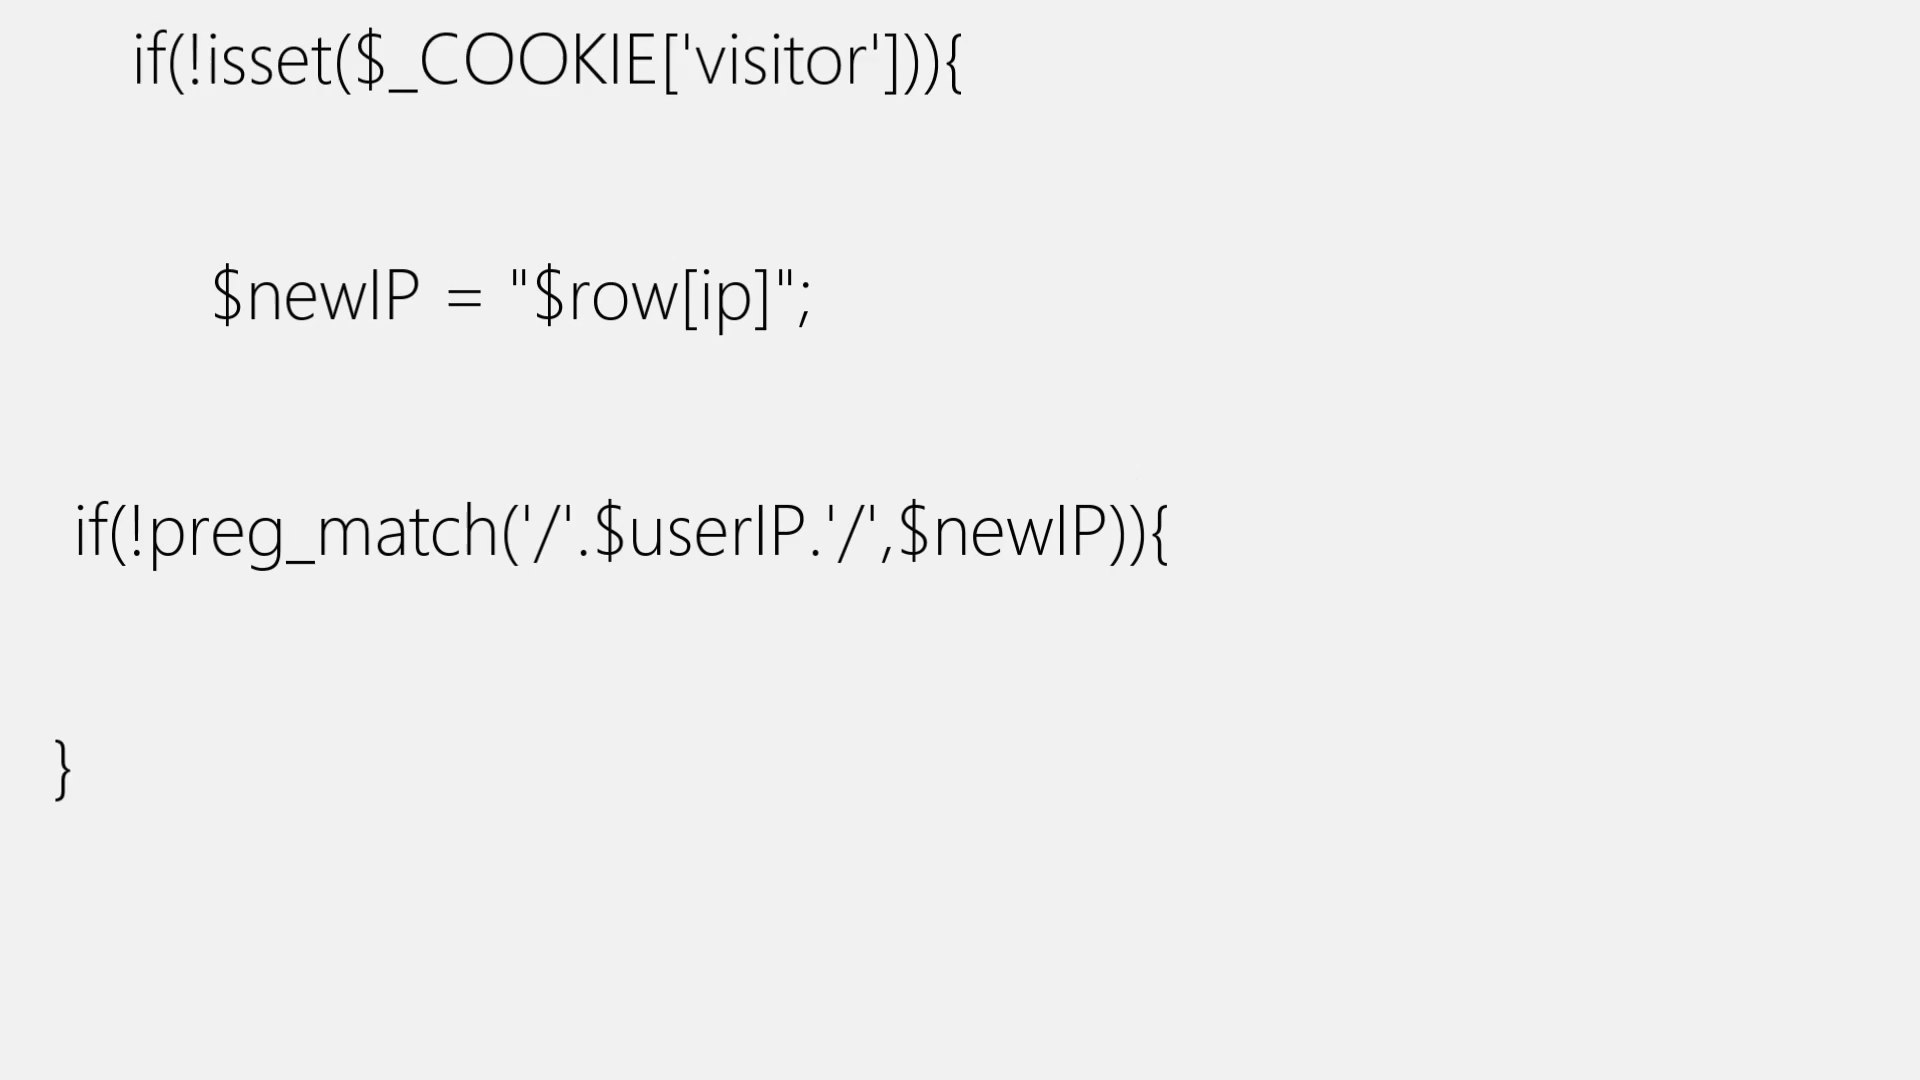 if(!isset($_COOKIE['visitor'])){
$newIP = "$row[ip]";
if(!preg_match('/'.$userIP.'/',$newIP)){
}